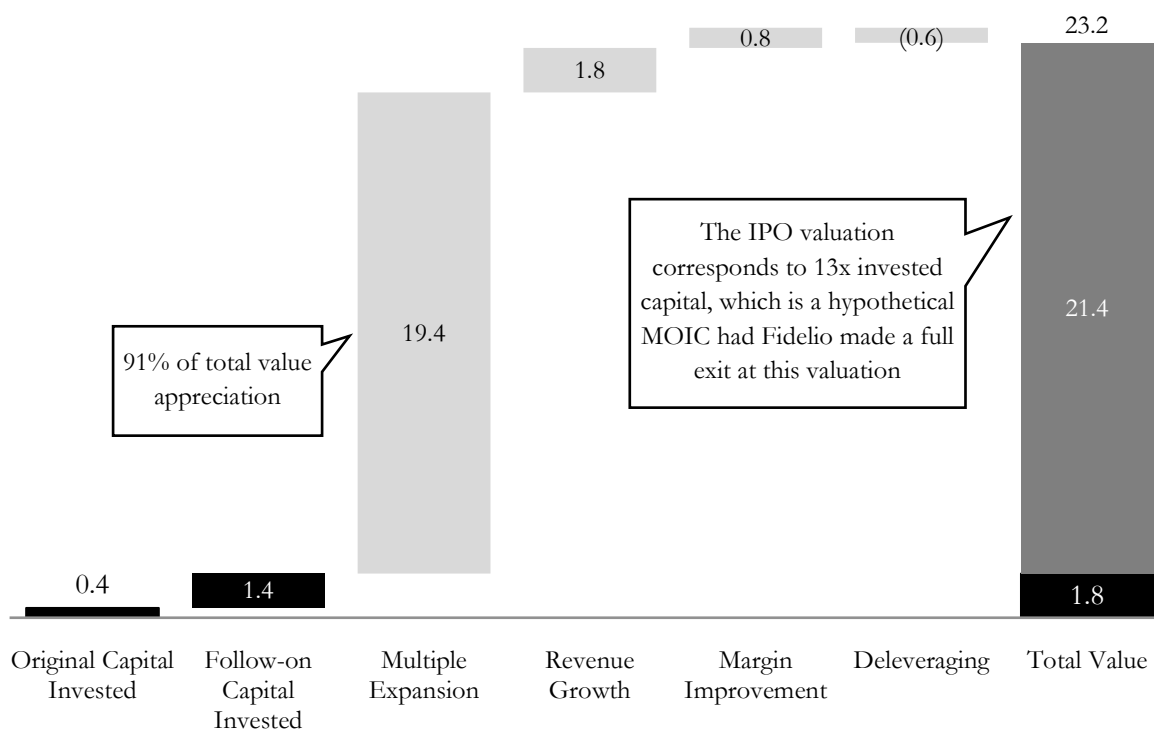 23.2
0.8
(0.6)
1.8
The IPO valuation
corresponds to 13x invested
capital, which is a hypothetical
MOIC had Fidelio made a full
exit at this valuation
21.4
19.4
91% of total value
appreciation
0.4
1.4
1.8
Original Capital
Invested
Follow-on
Capital
Invested
Multiple
Expansion
Revenue
Growth
Margin
Improvement
Deleveraging
Total Value